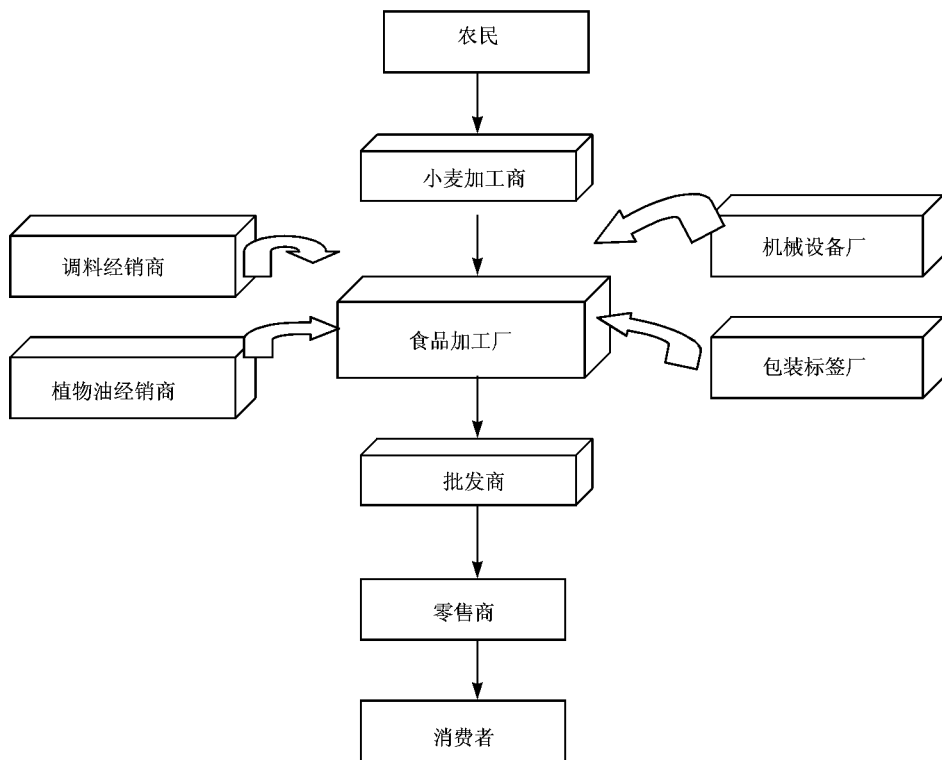 农民
小麦加工商
调料经销商
机械设备厂
食品加工厂
植物油经销商
包装标签厂
批发商
零售商
消费者